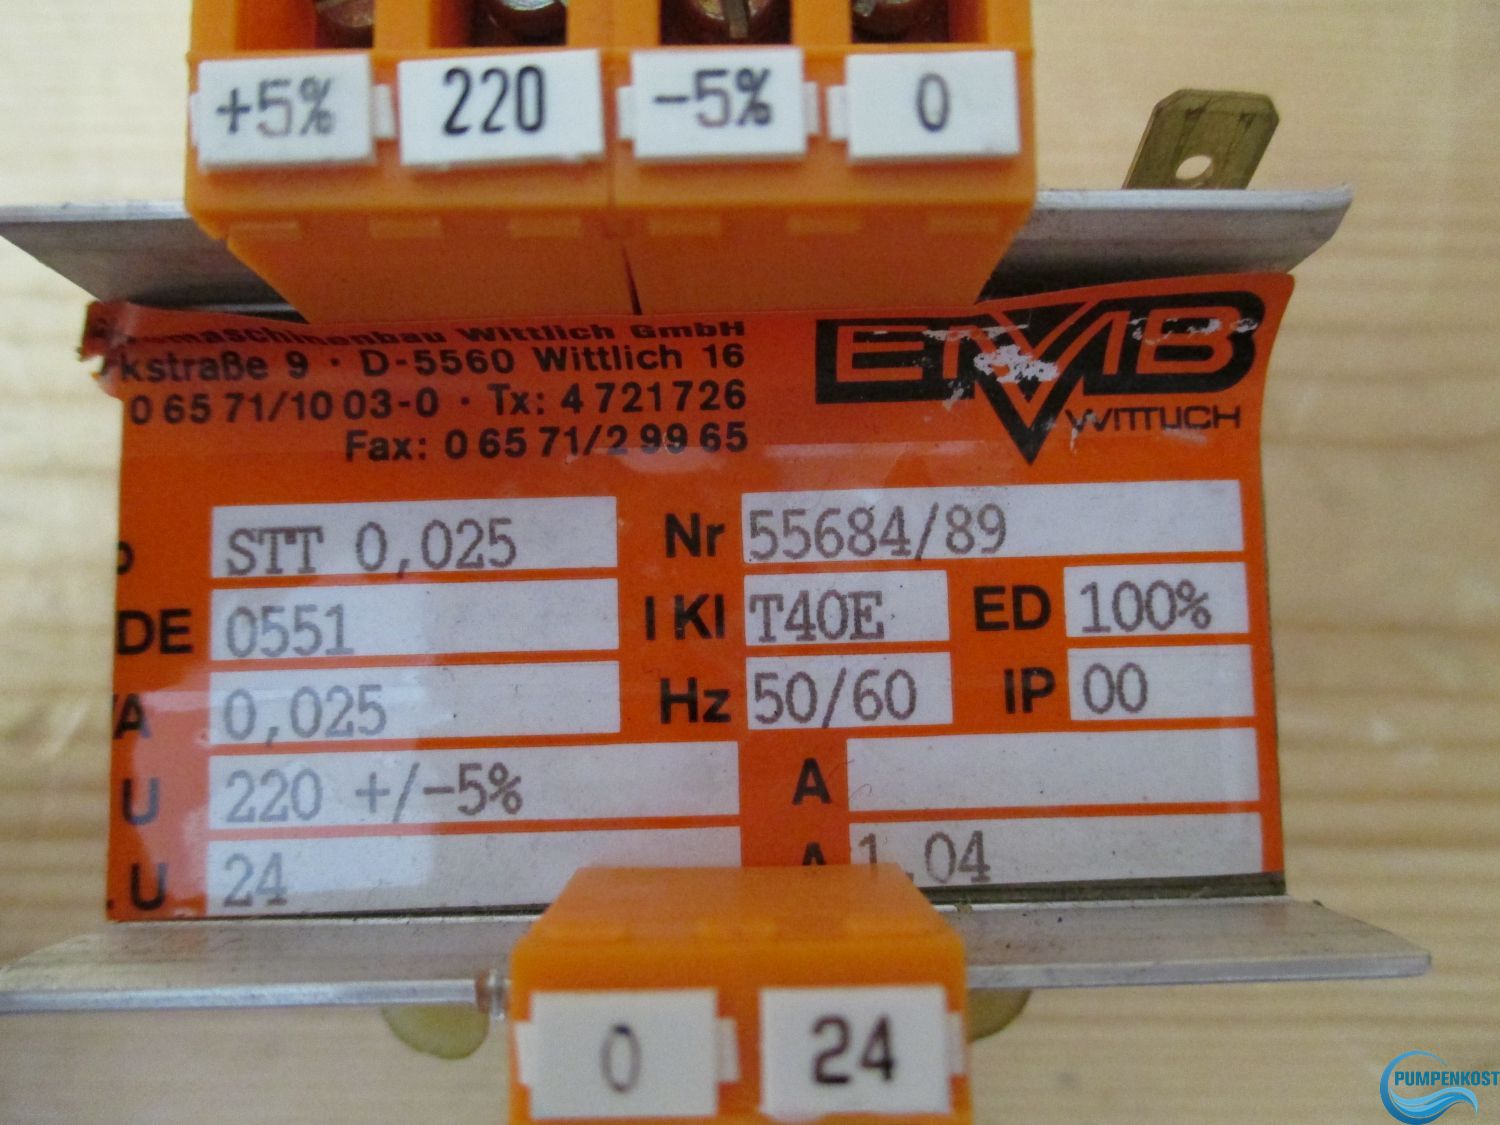 +5% 220 -5% 0
Wittlich GmbH
9 · D-5560 Wittlich 16
0 65 71/10 03-0 · Tx: 4 721726
Fax: 0 65 71/2 99 65
EMB
WITTLICH
STT 0,025 Nr 55684/89
DE 0551 I Kl T40E ED 100%
A 0,025 Hz 50/60 IP 00
U 220 +/-5% A
U 24 A 1,04
0 24
PUMPENKOST